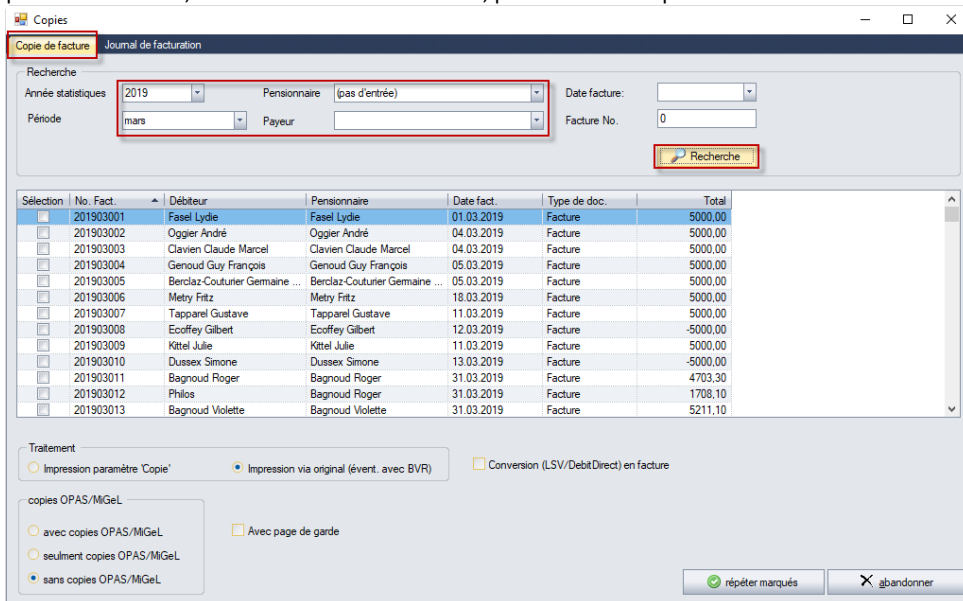 Copies
Copie de facture Journal de facturation
Recherche
Année statistiques 2019 Pensionnaire (pas d'entrée) Date facture:
Période mars Payeur Facture No. 0
Recherche
Sélection No. Fact. Débiteur Pensionnaire Date fact. Type de doc. Total
201903001 Fasel Lydie Fasel Lydie 01.03.2019 Facture 5000,00
201903002 Oggier André Oggier André 04.03.2019 Facture 5000,00
201903003 Clavien Claude Marcel Clavien Claude Marcel 04.03.2019 Facture 5000,00
201903004 Genoud Guy François Genoud Guy François 05.03.2019 Facture 5000,00
201903005 Berclaz-Couturier Germaine ... Berclaz-Couturier Germaine ... 05.03.2019 Facture 5000,00
201903006 Metry Fritz Metry Fritz 18.03.2019 Facture 5000,00
201903007 Tapparel Gustave Tapparel Gustave 11.03.2019 Facture 5000,00
201903008 Ecoffey Gilbert Ecoffey Gilbert 12.03.2019 Facture -5000,00
201903009 Kittel Julie Kittel Julie 11.03.2019 Facture 5000,00
201903010 Dussex Simone Dussex Simone 13.03.2019 Facture -5000,00
201903011 Bagnoud Roger Bagnoud Roger 31.03.2019 Facture 4703,30
201903012 Philos Bagnoud Roger 31.03.2019 Facture 1708,10
201903013 Bagnoud Violette Bagnoud Violette 31.03.2019 Facture 5211,10
Traitement
Impression paramètre 'Copie' Impression via original (évent. avec BVR) Conversion (LSV/DebitDirect) en facture
copies OPAS/MiGeL
avec copies OPAS/MiGeL Avec page de garde
seulment copies OPAS/MiGeL
sans copies OPAS/MiGeL
répéter marqués abandonner